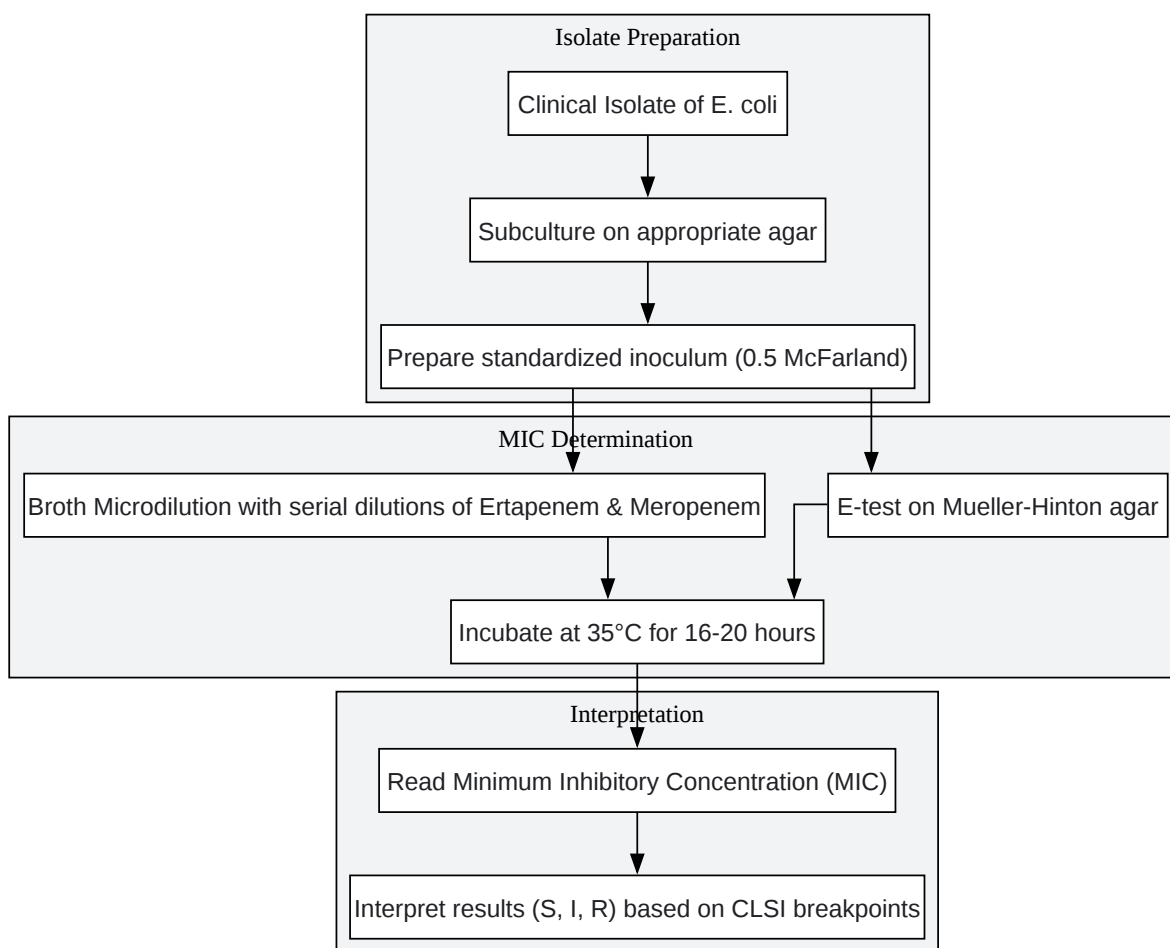 Isolate Preparation
Clinical Isolate of E. coli
Subculture on appropriate agar
Prepare standardized inoculum (0.5 McFarland)
MIC Determination
Broth Microdilution with serial dilutions of Ertapenem & Meropenem
E-test on Mueller-Hinton agar
Incubate at 35°C for 16-20 hours
Interpretation
Read Minimum Inhibitory Concentration (MIC)
Interpret results (S, I, R) based on CLSI breakpoints